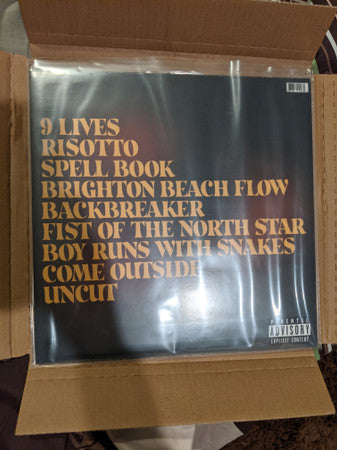 9 LIVES
RISOTTO
SPELL BOOK
BRIGHTON BEACH FLOW
BACKBREAKER
FIST OF THE NORTH STAR
BOY RUNS WITH SNAKES
COME OUTSIDE
UNCUT
PARENTAL
ADVISORY
EXPLICIT CONTENT